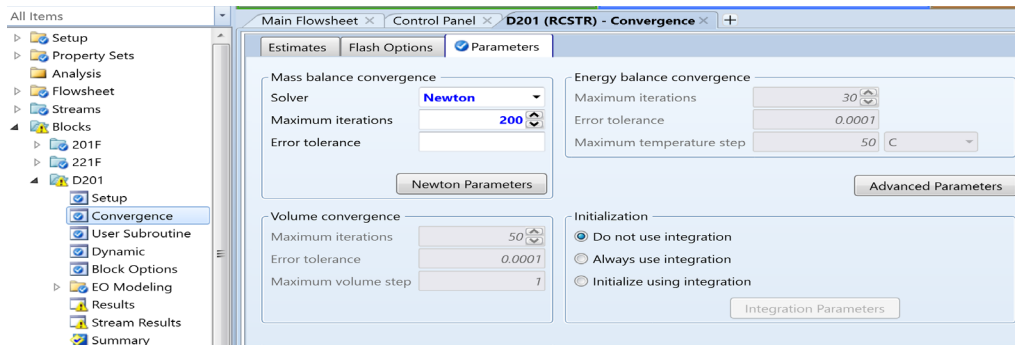 All Items
Setup
Property Sets
Analysis
Flowsheet
Streams
Blocks
201F
221F
D201
Setup
Convergence
User Subroutine
Dynamic
Block Options
EO Modeling
Results
Stream Results
Summary
Main Flowsheet × Control Panel × D201 (RCSTR) - Convergence × +
Estimates Flash Options Parameters
Mass balance convergence
Solver Newton
Maximum iterations 200
Error tolerance
Newton Parameters
Energy balance convergence
Maximum iterations 30
Error tolerance 0.0001
Maximum temperature step 50 C
Advanced Parameters
Volume convergence
Maximum iterations 50
Error tolerance 0.0001
Maximum volume step 1
Initialization
Do not use integration
Always use integration
Initialize using integration
Integration Parameters